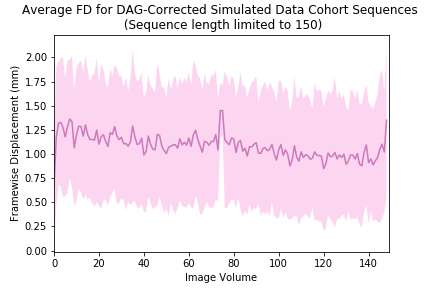 Average FD for DAG-Corrected Simulated Data Cohort Sequences
(Sequence length limited to 150)
Framewise Displacement (mm)
2.00
1.75
1.50
1.25
1.00
0.75
0.50
0.25
0.00
0 20 40 60 80 100 120 140
Image Volume